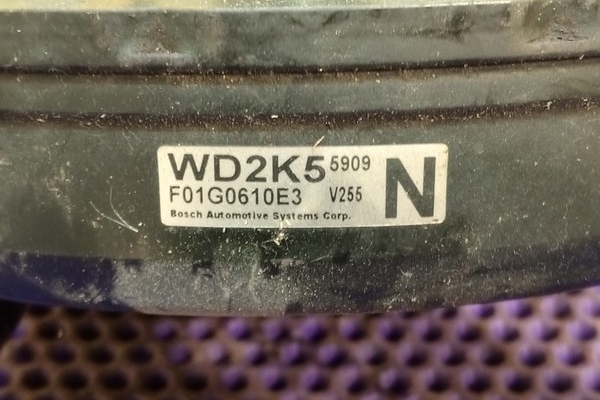 WD2K5 5909
F01G0610E3 V255 N
Bosch Automotive Systems Corp.